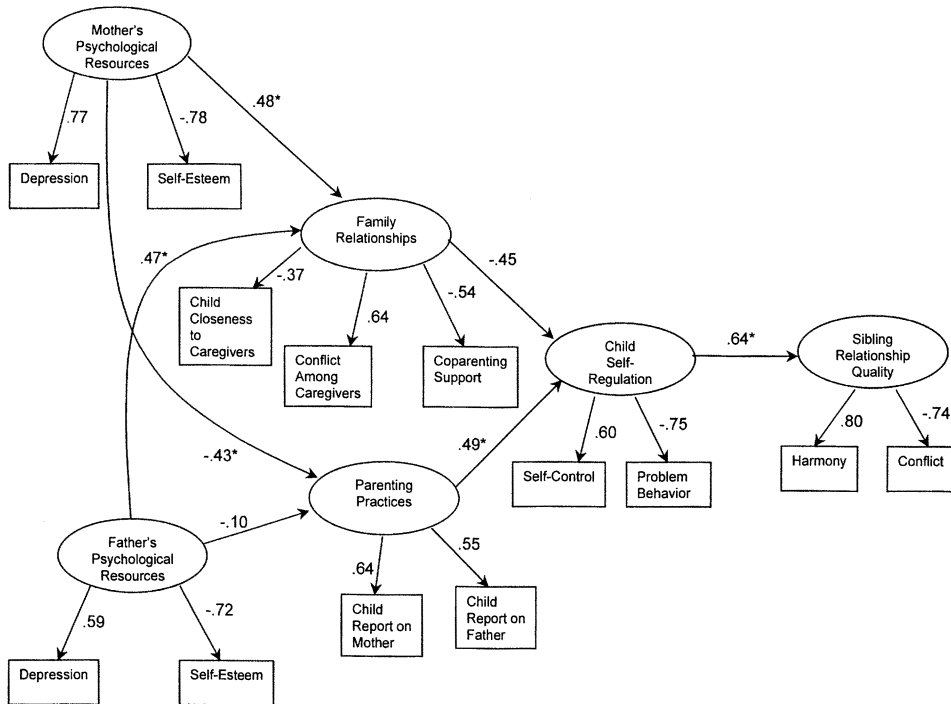 Mother's
Psychological
Resources
.77
-.78
.48*
Depression
Self-Esteem
Family
Relationships
.47*
-.37
.64
-.54
-.45
Child
Closeness
to
Caregivers
Conflict
Among
Caregivers
Coparenting
Support
Child
Self-
Regulation
.64*
Sibling
Relationship
Quality
.60
-.75
.80
-.74
Self-Control
Problem
Behavior
Harmony
Conflict
-.43*
.49*
Parenting
Practices
-.10
Father's
Psychological
Resources
.64
.55
.59
-.72
Child
Report on
Mother
Child
Report on
Father
Depression
Self-Esteem